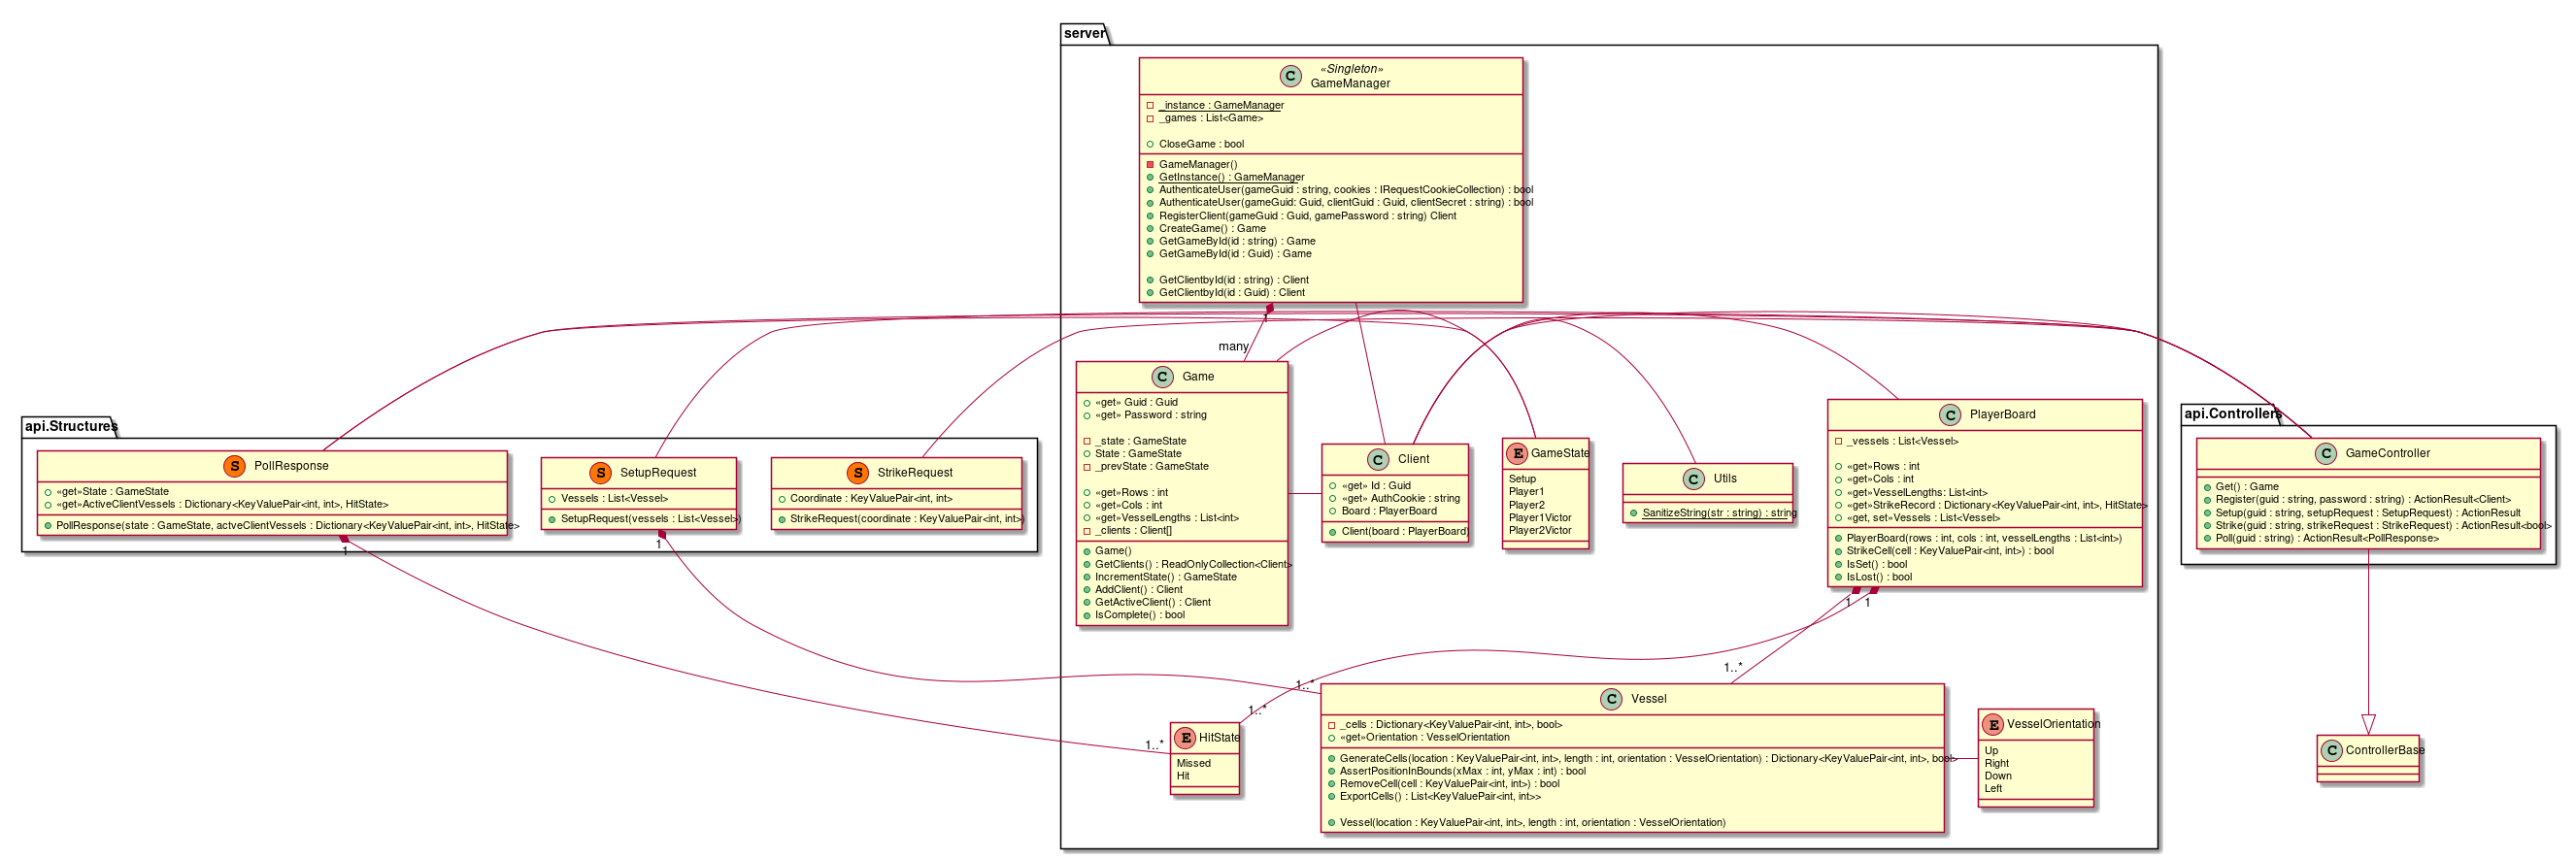 server
«Singleton»
GameManager
_instance : GameManager
_games : List<Game>
CloseGame : bool
GameManager()
GetInstance() : GameManager
AuthenticateUser(gameGuid : string, cookies : IRequestCookieCollection) : bool
AuthenticateUser(gameGuid: Guid, clientGuid : Guid, clientSecret : string) : bool
RegisterClient(gameGuid : Guid, gamePassword : string) Client
CreateGame() : Game
GetGameById(id : string) : Game
GetGameById(id : Guid) : Game
GetClientbyId(id : string) : Client
GetClientbyId(id : Guid) : Client
1
many
Game
«get» Guid : Guid
«get» Password : string
_state : GameState
State : GameState
_prevState : GameState
«get»Rows : int
«get»Cols : int
«get»VesselLengths : List<int>
_clients : Client[]
Game()
GetClients() : ReadOnlyCollection<Client>
IncrementState() : GameState
AddClient() : Client
GetActiveClient() : Client
IsComplete() : bool
Client
«get» Id : Guid
«get» AuthCookie : string
Board : PlayerBoard
Client(board : PlayerBoard)
GameState
Setup
Player1
Player2
Player1Victor
Player2Victor
Utils
SanitizeString(str : string) : string
PlayerBoard
_vessels : List<Vessel>
«get»Rows : int
«get»Cols : int
«get»VesselLengths: List<int>
«get»StrikeRecord : Dictionary<KeyValuePair<int, int>, HitState>
«get, set»Vessels : List<Vessel>
PlayerBoard(rows : int, cols : int, vesselLengths : List<int>)
StrikeCell(cell : KeyValuePair<int, int>) : bool
IsSet() : bool
IsLost() : bool
1
1
api.Structures
PollResponse
«get»State : GameState
«get»ActiveClientVessels : Dictionary<KeyValuePair<int, int>, HitState>
PollResponse(state : GameState, actveClientVessels : Dictionary<KeyValuePair<int, int>, HitState>
1
SetupRequest
Vessels : List<Vessel>
SetupRequest(vessels : List<Vessel>)
1
StrikeRequest
Coordinate : KeyValuePair<int, int>
StrikeRequest(coordinate : KeyValuePair<int, int>)
api.Controllers
GameController
Get() : Game
Register(guid : string, password : string) : ActionResult<Client>
Setup(guid : string, setupRequest : SetupRequest) : ActionResult
Strike(guid : string, strikeRequest : StrikeRequest) : ActionResult<bool>
Poll(guid : string) : ActionResult<PollResponse>
1..*
1..*
1..*
1..*
HitState
Missed
Hit
Vessel
_cells : Dictionary<KeyValuePair<int, int>, bool>
«get»Orientation : VesselOrientation
GenerateCells(location : KeyValuePair<int, int>, length : int, orientation : VesselOrientation) : Dictionary<KeyValuePair<int, int>, bool>
AssertPositionInBounds(xMax : int, yMax : int) : bool
RemoveCell(cell : KeyValuePair<int, int>) : bool
ExportCells() : List<KeyValuePair<int, int>>
Vessel(location : KeyValuePair<int, int>, length : int, orientation : VesselOrientation)
VesselOrientation
Up
Right
Down
Left
ControllerBase